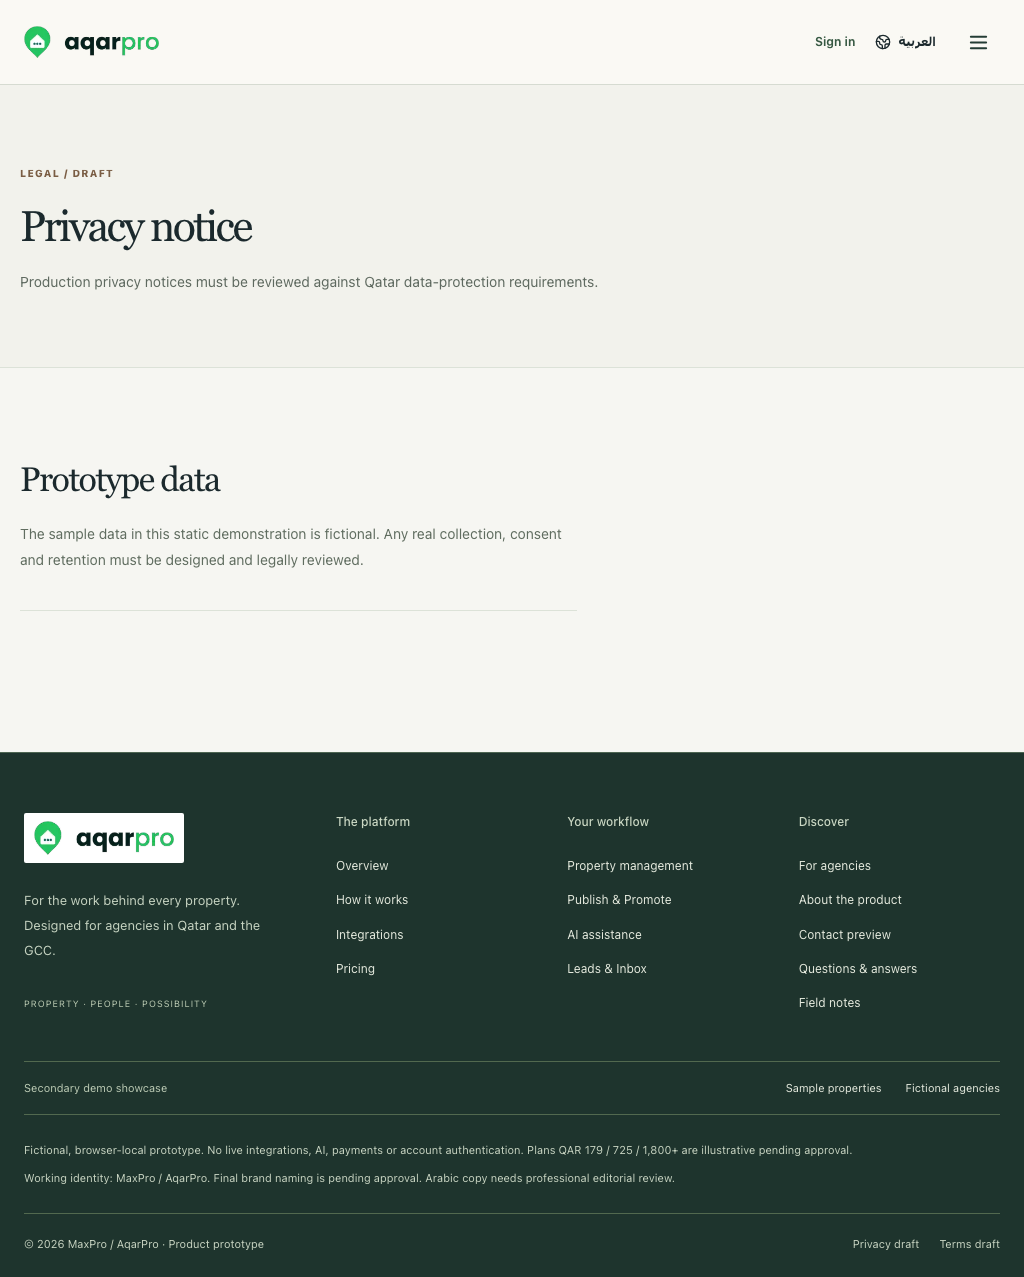 aqarpro
Sign in
العربية
LEGAL / DRAFT
Privacy notice
Production privacy notices must be reviewed against Qatar data-protection requirements.
Prototype data
The sample data in this static demonstration is fictional. Any real collection, consent
and retention must be designed and legally reviewed.
aqarpro
For the work behind every property.
Designed for agencies in Qatar and the
GCC.
PROPERTY · PEOPLE · POSSIBILITY
The platform
Overview
How it works
Integrations
Pricing
Your workflow
Property management
Publish & Promote
AI assistance
Leads & Inbox
Discover
For agencies
About the product
Contact preview
Questions & answers
Field notes
Secondary demo showcase
Sample properties
Fictional agencies
Fictional, browser-local prototype. No live integrations, AI, payments or account authentication. Plans QAR 179 / 725 / 1,800+ are illustrative pending approval.
Working identity: MaxPro / AqarPro. Final brand naming is pending approval. Arabic copy needs professional editorial review.
© 2026 MaxPro / AqarPro · Product prototype
Privacy draft
Terms draft